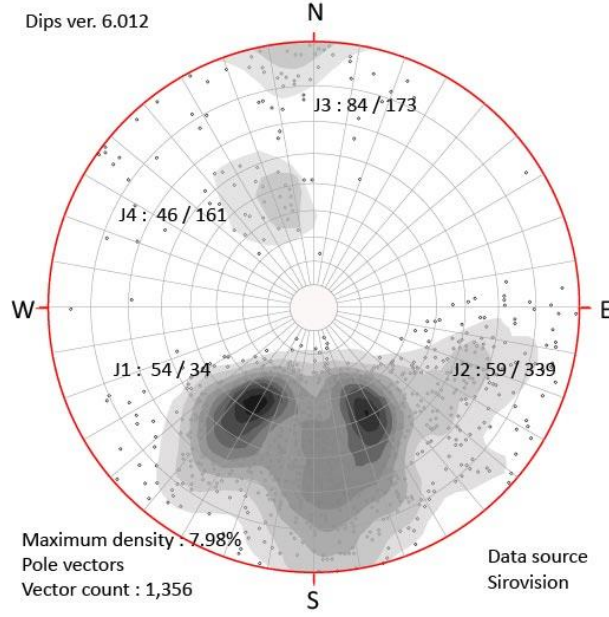 Dips ver. 6.012
N
J3 : 84 / 173
J4 :  46 / 161
W
E
J1 : 54 / 34
J2 : 59 / 339
Maximum density : 7.98%
Pole vectors
Vector count : 1,356
Data source
Sirovision
S